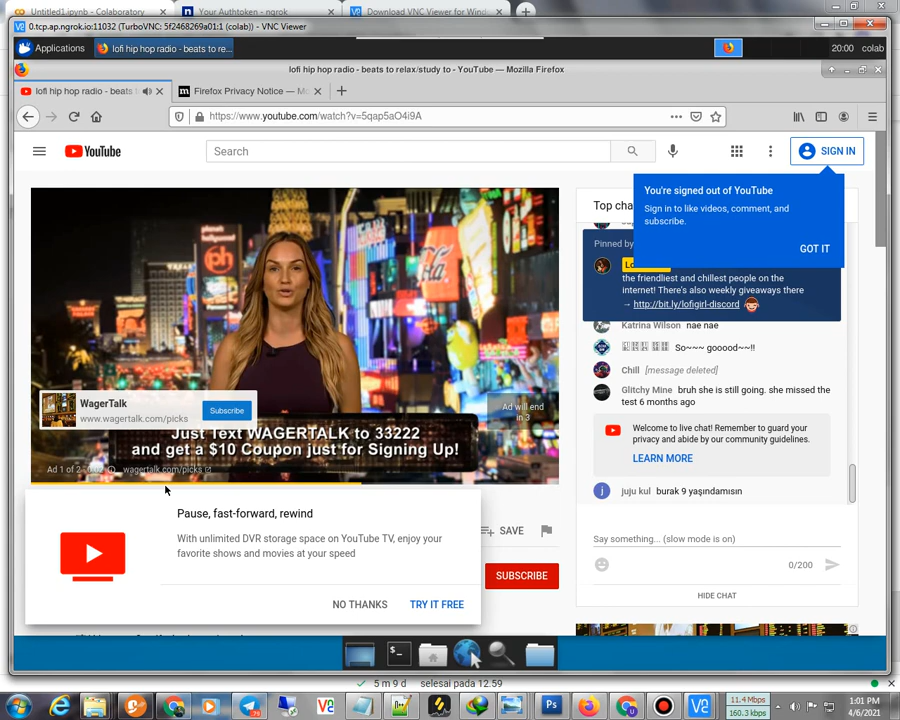 Untitled1.ipynb - Colaboratory
Your Authtoken - ngrok
Download VNC Viewer for Windo
0.tcp.ap.ngrok.io:11032 (TurboVNC: 5f2468269a01:1 (colab)) - VNC Viewer
Applications
lofi hip hop radio - beats to re...
20:00 colab
lofi hip hop radio - beats to relax/study to - YouTube — Mozilla Firefox
lofi hip hop radio - beats
Firefox Privacy Notice — Mo
https://www.youtube.com/watch?v=5qap5aO4i9A
YouTube
Search
SIGN IN
You're signed out of YouTube
Sign in to like videos, comment, and
subscribe.
GOT IT
Top cha
Pinned by
Lo
the friendliest and chillest people on the
internet! There's also weekly giveaways there
→ http://bit.ly/lofigirl-discord
Katrina Wilson nae nae
So~~~ gooood~~!!
Chill [message deleted]
Glitchy Mine bruh she is still going. she missed the
test 6 months ago
Welcome to live chat! Remember to guard your
privacy and abide by our community guidelines.
LEARN MORE
juju kul burak 9 yaşındamısın
Say something... (slow mode is on)
0/200
HIDE CHAT
ph
planet
hollywood
Coca-Cola
WagerTalk
www.wagertalk.com/picks
Subscribe
Ad will end
in 3
Just Text WAGERTALK to 33222
and get a $10 Coupon just for Signing Up!
Ad 1 of 2
wagertalk.com/picks
Pause, fast-forward, rewind
With unlimited DVR storage space on YouTube TV, enjoy your
favorite shows and movies at your speed
NO THANKS
TRY IT FREE
SAVE
SUBSCRIBE
5 m 9 d selesai pada 12.59
11.4 Mbps
160.3 kbps
1:01 PM
4/6/2021